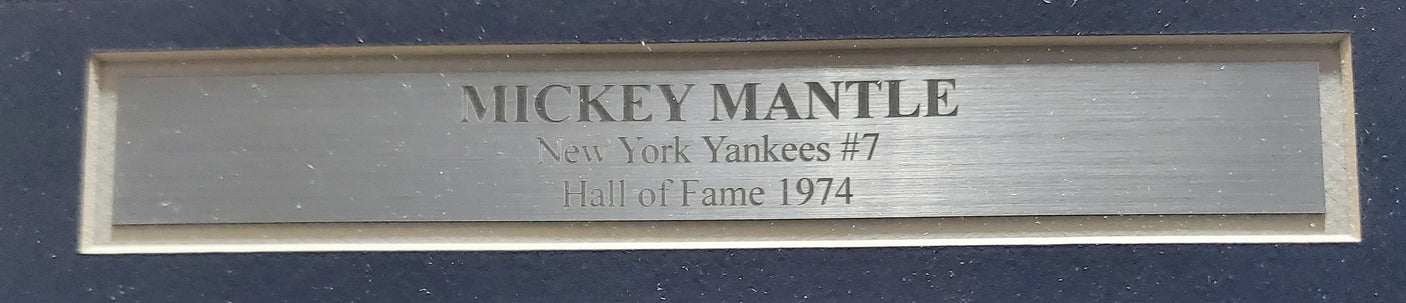 MICKEY MANTLE
New York Yankees #7
Hall of Fame 1974